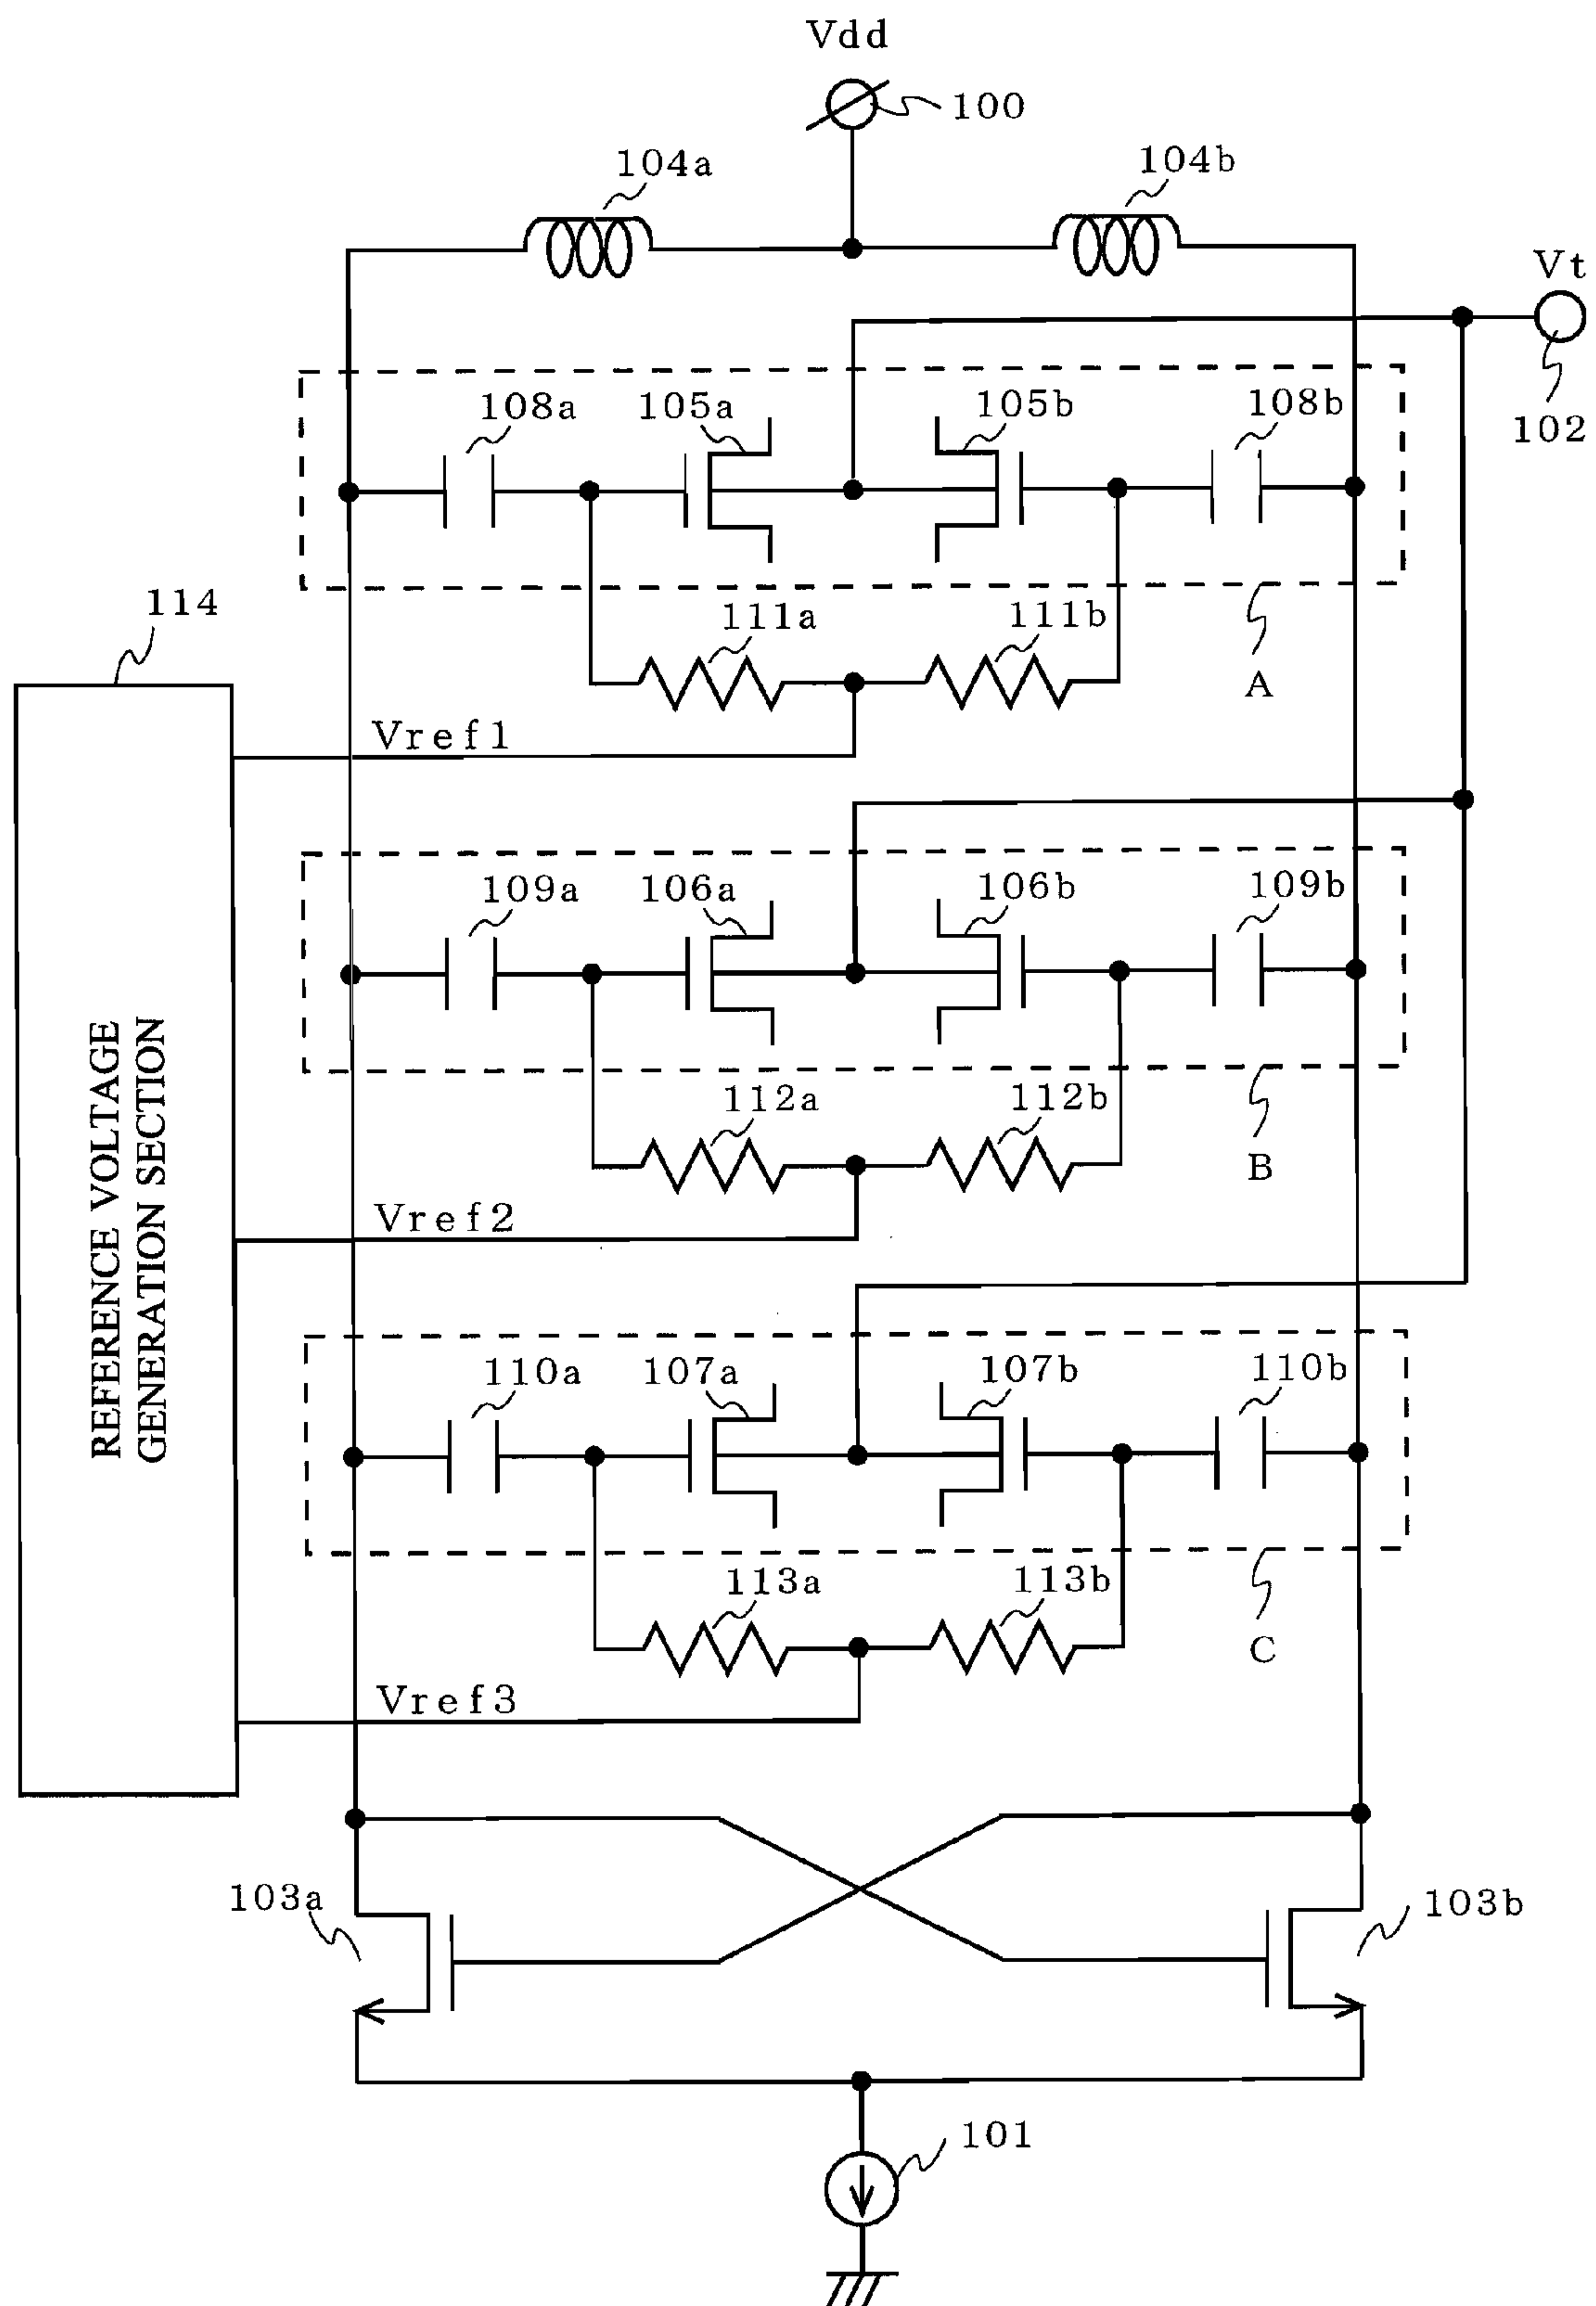 Vdd
100
104a
104b
Vt
102
108a
105a
105b
108b
114
111a
111b
A
Vref1
109a
106a
106b
109b
REFERENCE VOLTAGE
GENERATION SECTION
112a
112b
B
Vref2
110a
107a
107b
110b
113a
113b
C
Vref3
103a
103b
101